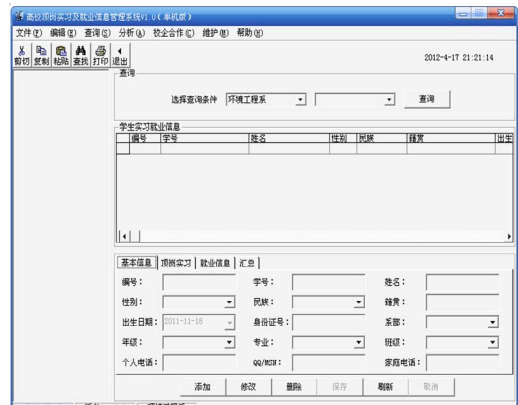 高校顶岗实习及就业信息管理系统V1.0(单机版)
文件(F) 编辑(E) 查询(S) 分析(A) 校企合作(C) 维护(W) 帮助(H)
剪切 复制 粘贴 查找 打印 退出
2012-4-17 21:21:14
查询
选择查询条件 环境工程系 查询
学生实习就业信息
编号 学号 姓名 性别 民族 籍贯 出生
基本信息 顶岗实习 就业信息 汇总
编号: 学号: 姓名:
性别: 民族: 籍贯:
出生日期: 2011-11-18 身份证号: 系部:
年级: 专业: 班级:
个人电话: QQ/MSN: 家庭电话:
添加 修改 删除 保存 刷新 取消